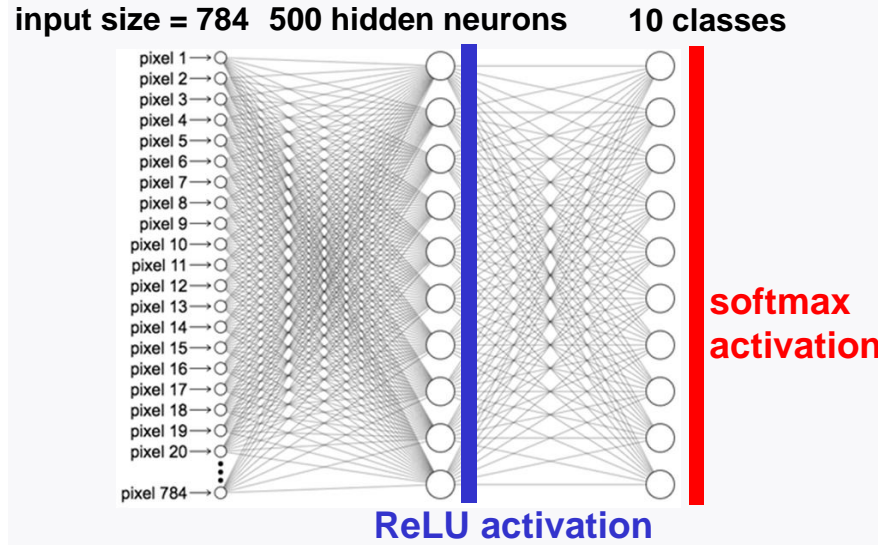 input size = 784 500 hidden neurons 10 classes
pixel 1
pixel 2
pixel 3
pixel 4
pixel 5
pixel 6
pixel 7
pixel 8
pixel 9
pixel 10
pixel 11
pixel 12
pixel 13
pixel 14
pixel 15
pixel 16
pixel 17
pixel 18
pixel 19
pixel 20
pixel 784
softmax
activation
ReLU activation